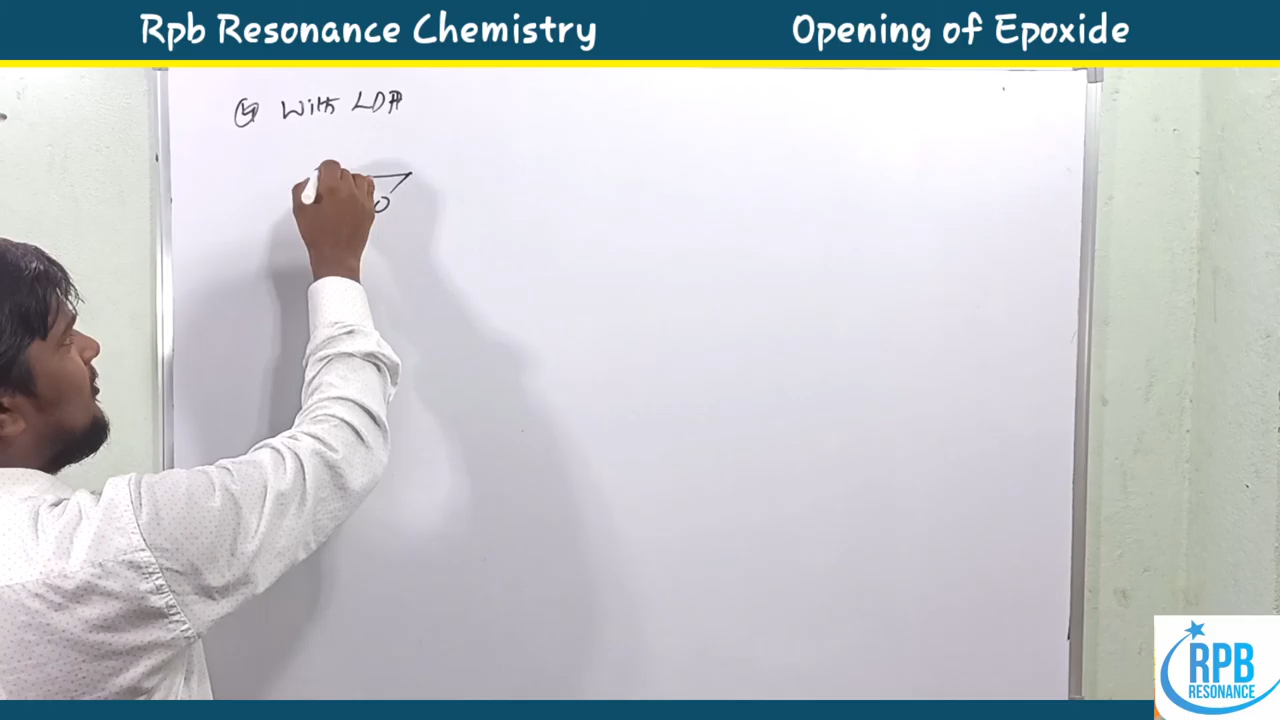 Rpb Resonance Chemistry
Opening of Epoxide
With LDA
O
RPB
RESONANCE